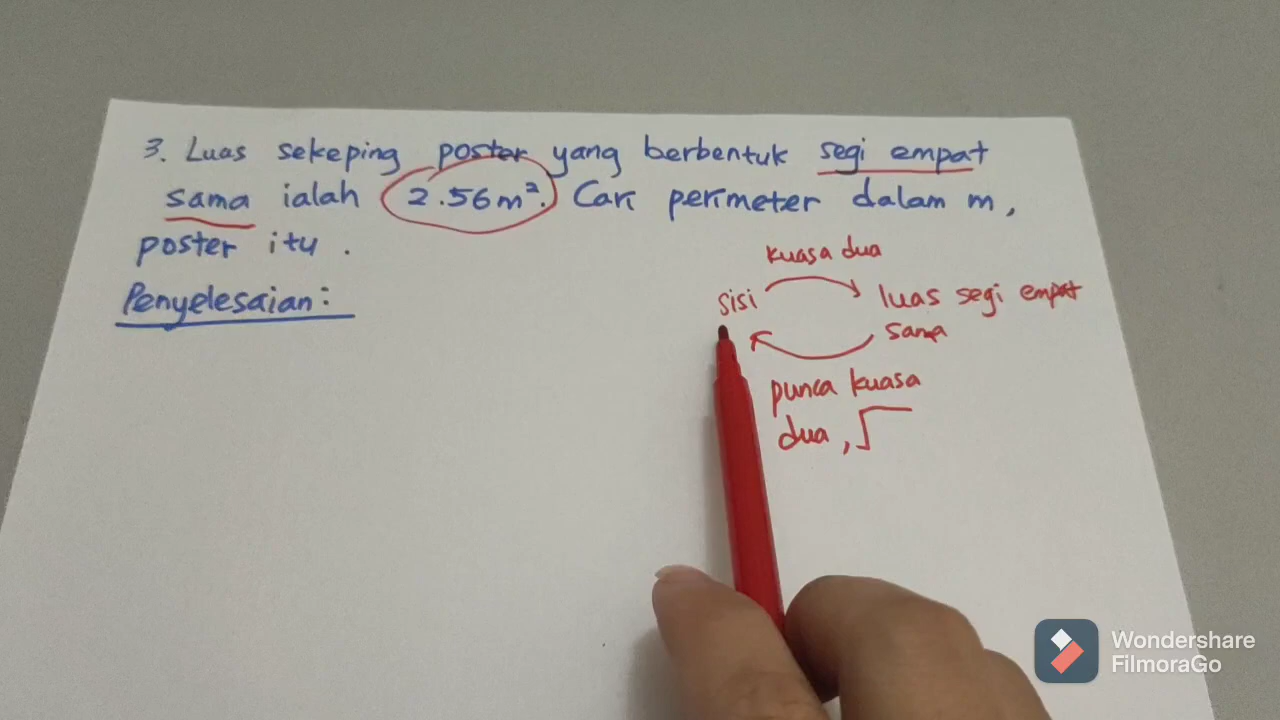 3. Luas sekeping poster yang berbentuk segi empat
sama ialah 2.56m². Cari perimeter dalam m,
poster itu.
Penyelesaian:
kuasa dua
sisi
luas segi empat
sama
punca kuasa
dua, √
Wondershare
FilmoraGo